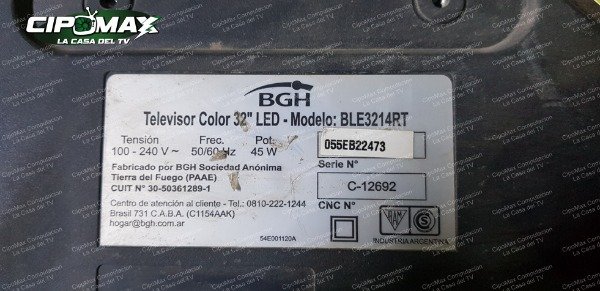 CIPOMAX
LA CASA DEL TV
BGH
Televisor Color 32" LED - Modelo: BLE3214RT
Tensión Frec. Pot.
100 - 240 V ~ 50/60 Hz 45 W
055EB22473
Serie N°
Fabricado por BGH Sociedad Anónima
Tierra del Fuego (PAAE)
CUIT N° 30-50361289-1
C-12692
CNC N°
Centro de atención al cliente - Tel.: 0810-222-1244
Brasil 731 C.A.B.A. (C1154AAK)
hogar@bgh.com.ar
54E001120A
INDUSTRIA ARGENTINA